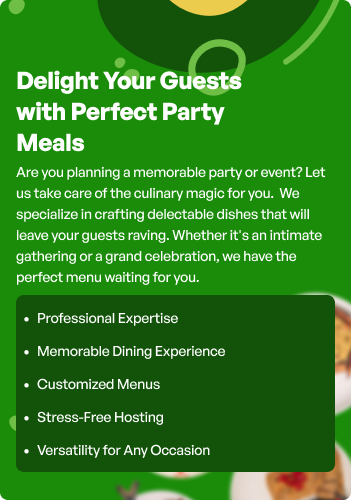 Delight Your Guests
with Perfect Party
Meals
Are you planning a memorable party or event? Let
us take care of the culinary magic for you.  We
specialize in crafting delectable dishes that will
leave your guests raving. Whether it's an intimate
gathering or a grand celebration, we have the
perfect menu waiting for you.
• Professional Expertise
• Memorable Dining Experience
• Customized Menus
• Stress-Free Hosting
• Versatility for Any Occasion